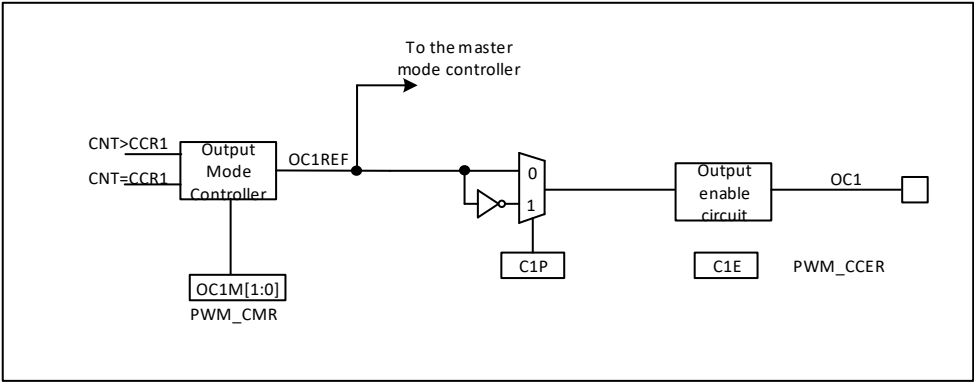 To the master
mode controller
CNT>CCR1
CNT=CCR1
Output
Mode
Controller
OC1REF
0
1
Output
enable
circuit
OC1
C1P
C1E
PWM_CCER
OC1M[1:0]
PWM_CMR